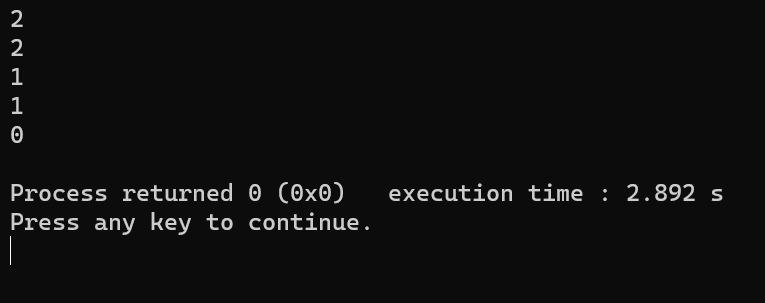 2
2
1
1
0
Process returned 0 (0x0)   execution time : 2.892 s
Press any key to continue.